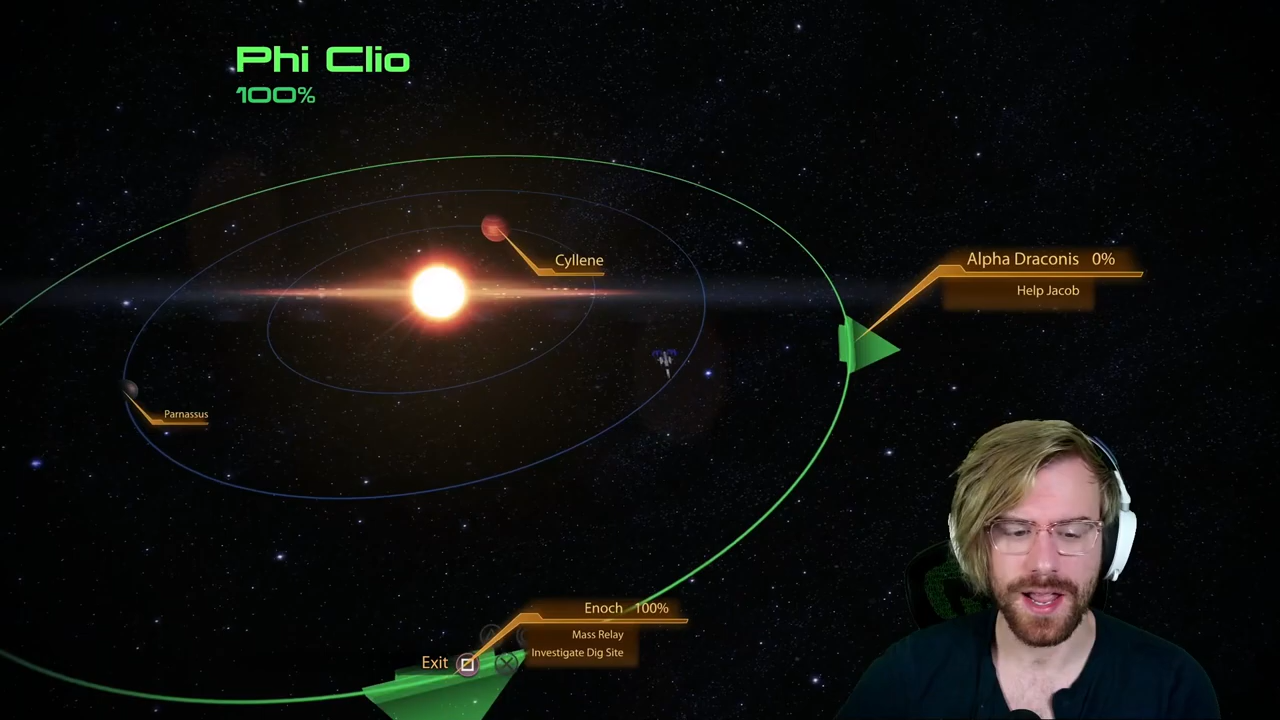 Phi Clio
100%
Cyllene
Alpha Draconis 0%
Help Jacob
Parnassus
Enoch 100%
Mass Relay
Investigate Dig Site
Exit